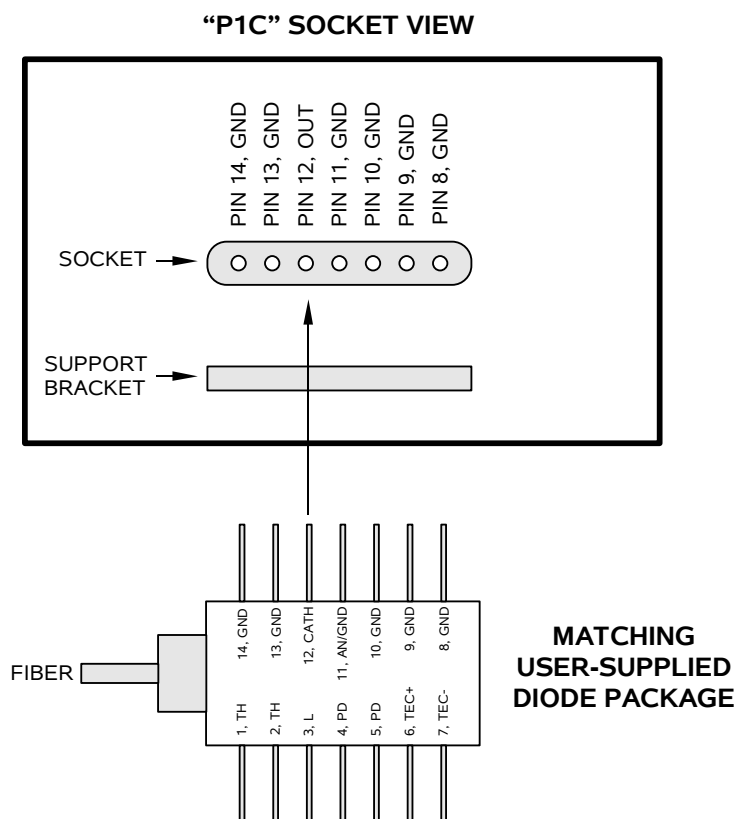 “P1C” SOCKET VIEW
PIN 14, GND
PIN 13, GND
PIN 12, OUT
PIN 11, GND
PIN 10, GND
PIN 9, GND
PIN 8, GND
SOCKET
SUPPORT
BRACKET
14, GND
13, GND
12, CATH
11, AN/GND
10, GND
9, GND
8, GND
FIBER
1, TH
2, TH
3, L
4, PD
5, PD
6, TEC+
7, TEC-
MATCHING
USER-SUPPLIED
DIODE PACKAGE